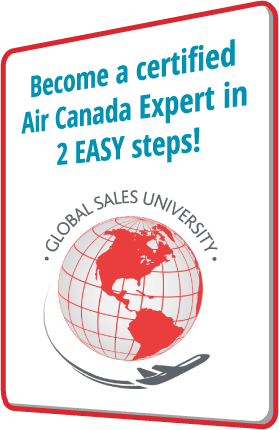 Become a certified
Air Canada Expert in
2 EASY steps!
• GLOBAL SALES UNIVERSITY •